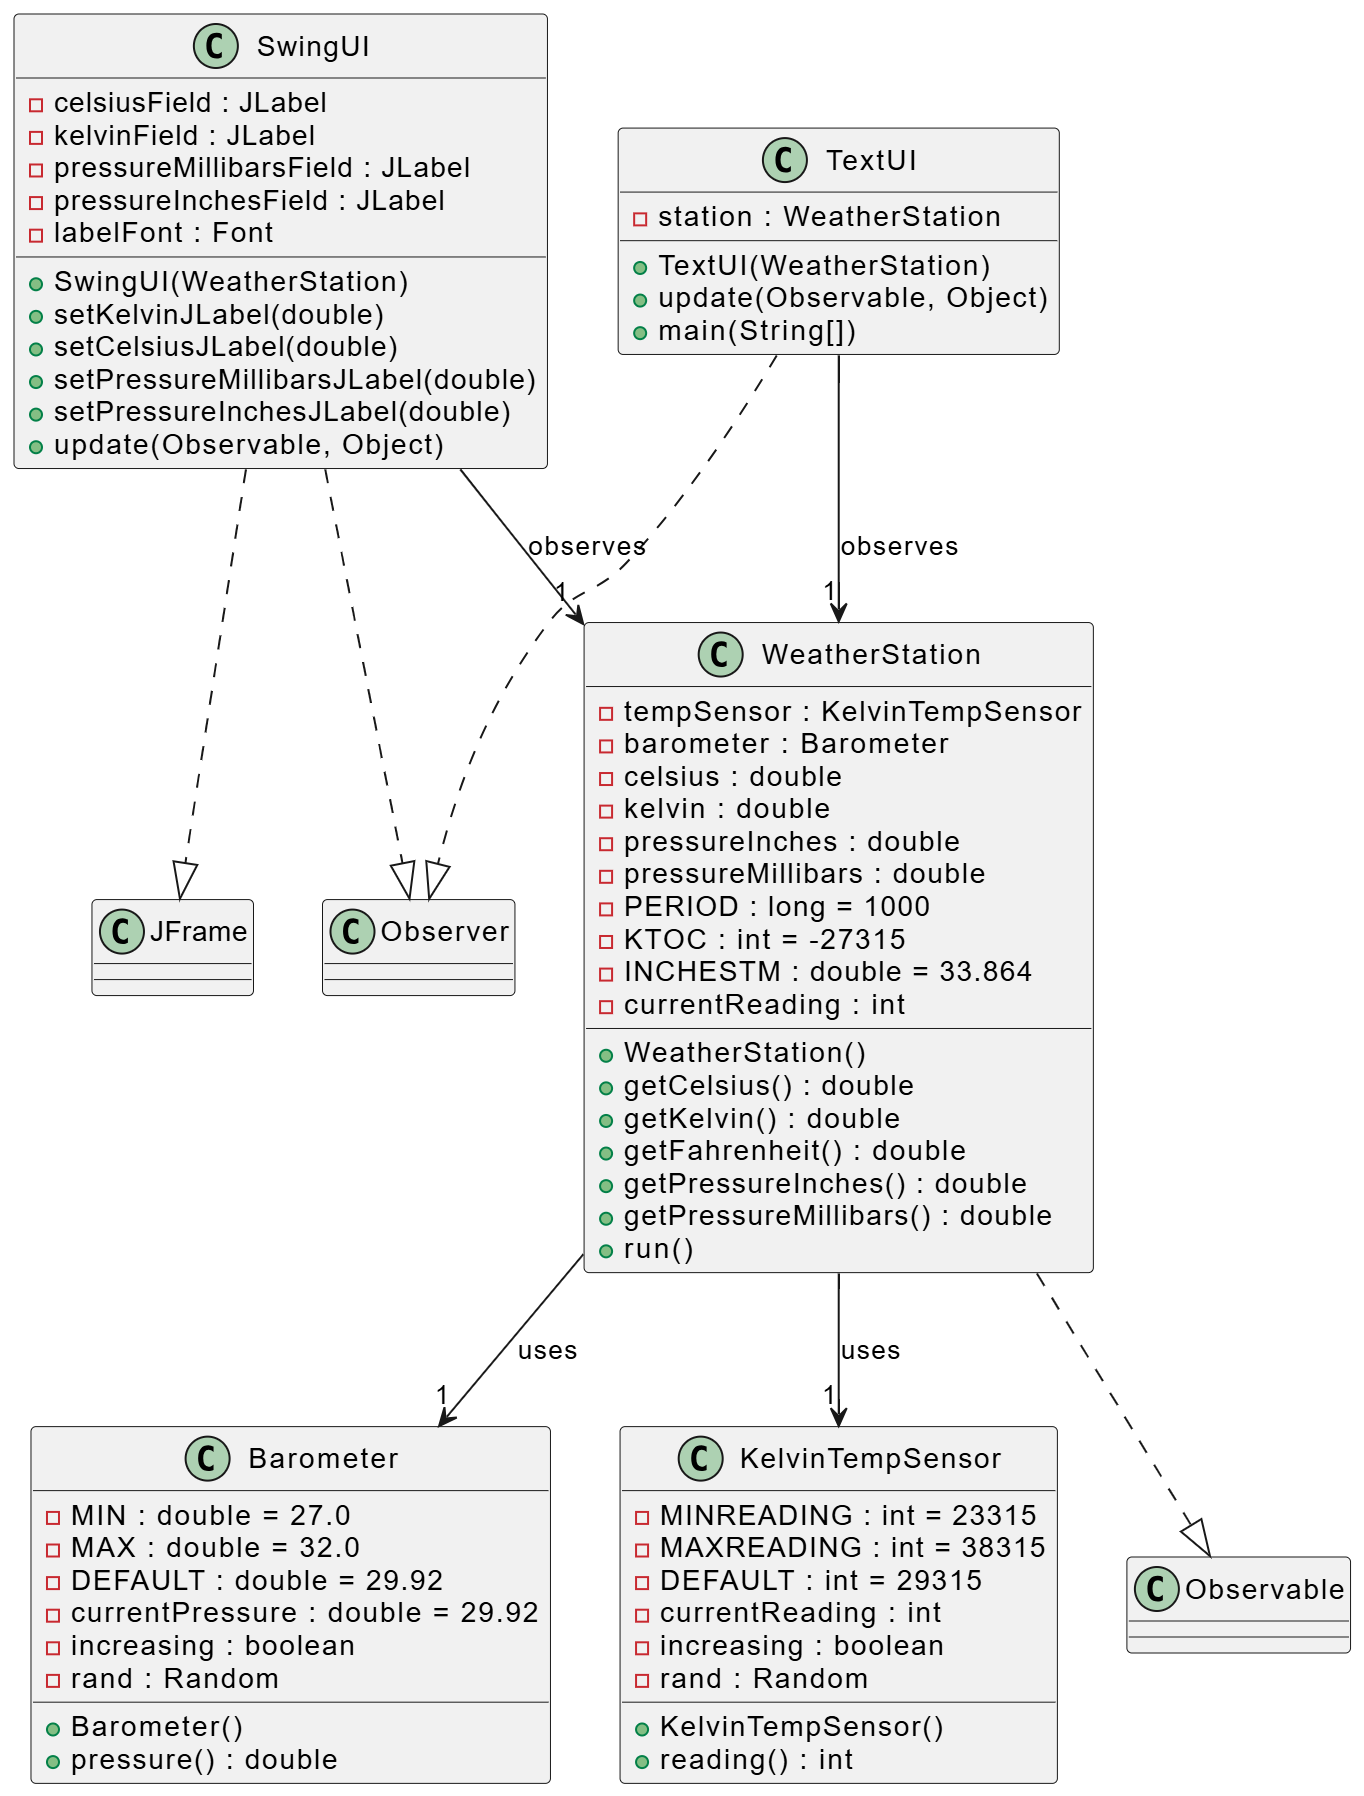 C SwingUI
celsiusField : JLabel
kelvinField : JLabel
pressureMillibarsField : JLabel
pressureInchesField : JLabel
labelFont : Font
SwingUI(WeatherStation)
setKelvinJLabel(double)
setCelsiusJLabel(double)
setPressureMillibarsJLabel(double)
setPressureInchesJLabel(double)
update(Observable, Object)
C TextUI
station : WeatherStation
TextUI(WeatherStation)
update(Observable, Object)
main(String[])
observes
1
observes
1
C WeatherStation
tempSensor : KelvinTempSensor
barometer : Barometer
celsius : double
kelvin : double
pressureInches : double
pressureMillibars : double
PERIOD : long = 1000
KTOC : int = -27315
INCHESTM : double = 33.864
currentReading : int
WeatherStation()
getCelsius() : double
getKelvin() : double
getFahrenheit() : double
getPressureInches() : double
getPressureMillibars() : double
run()
C JFrame
C Observer
uses
1
uses
1
C Barometer
MIN : double = 27.0
MAX : double = 32.0
DEFAULT : double = 29.92
currentPressure : double = 29.92
increasing : boolean
rand : Random
Barometer()
pressure() : double
C KelvinTempSensor
MINREADING : int = 23315
MAXREADING : int = 38315
DEFAULT : int = 29315
currentReading : int
increasing : boolean
rand : Random
KelvinTempSensor()
reading() : int
C Observable